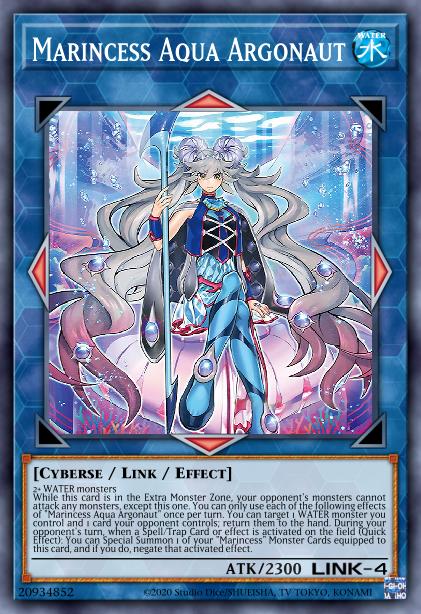 Marincess Aqua Argonaut
WATER
水
[Cyberse / Link / Effect]
2+ WATER monsters
While this card is in the Extra Monster Zone, your opponent's monsters cannot
attack any monsters, except this one. You can only use each of the following effects
of "Marincess Aqua Argonaut" once per turn. You can target 1 WATER monster you
control and 1 card your opponent controls; return them to the hand. During your
opponent's turn, when a Spell/Trap Card or effect is activated on the field (Quick
Effect): You can Special Summon 1 of your "Marincess" Monster Cards equipped to
this card, and if you do, negate that activated effect.
ATK/2300 LINK-4
20934852
©2020 Studio Dice/SHUEISHA, TV TOKYO, KONAMI